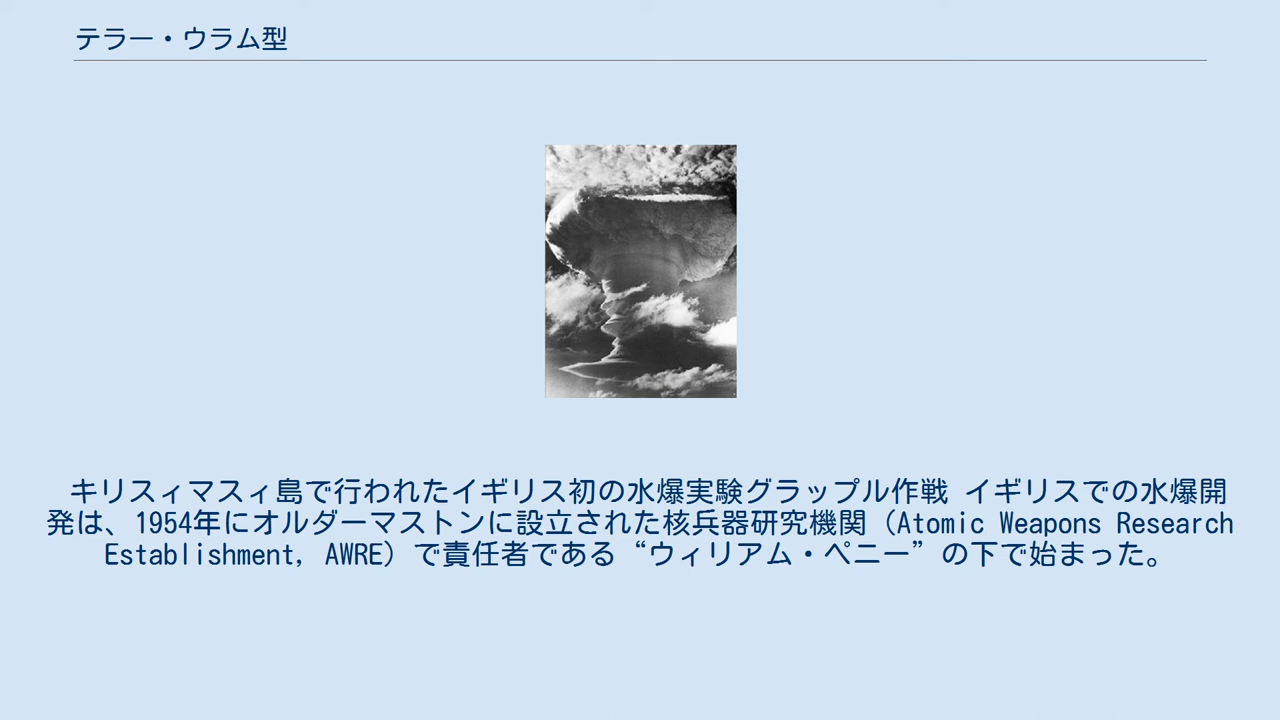 テラー・ウラム型
キリスィマスィ島で行われたイギリス初の水爆実験グラップル作戦 イギリスでの水爆開
発は、1954年にオルダーマストンに設立された核兵器研究機関（Atomic Weapons Research
Establishment, AWRE）で責任者である“ウィリアム・ペニー”の下で始まった。